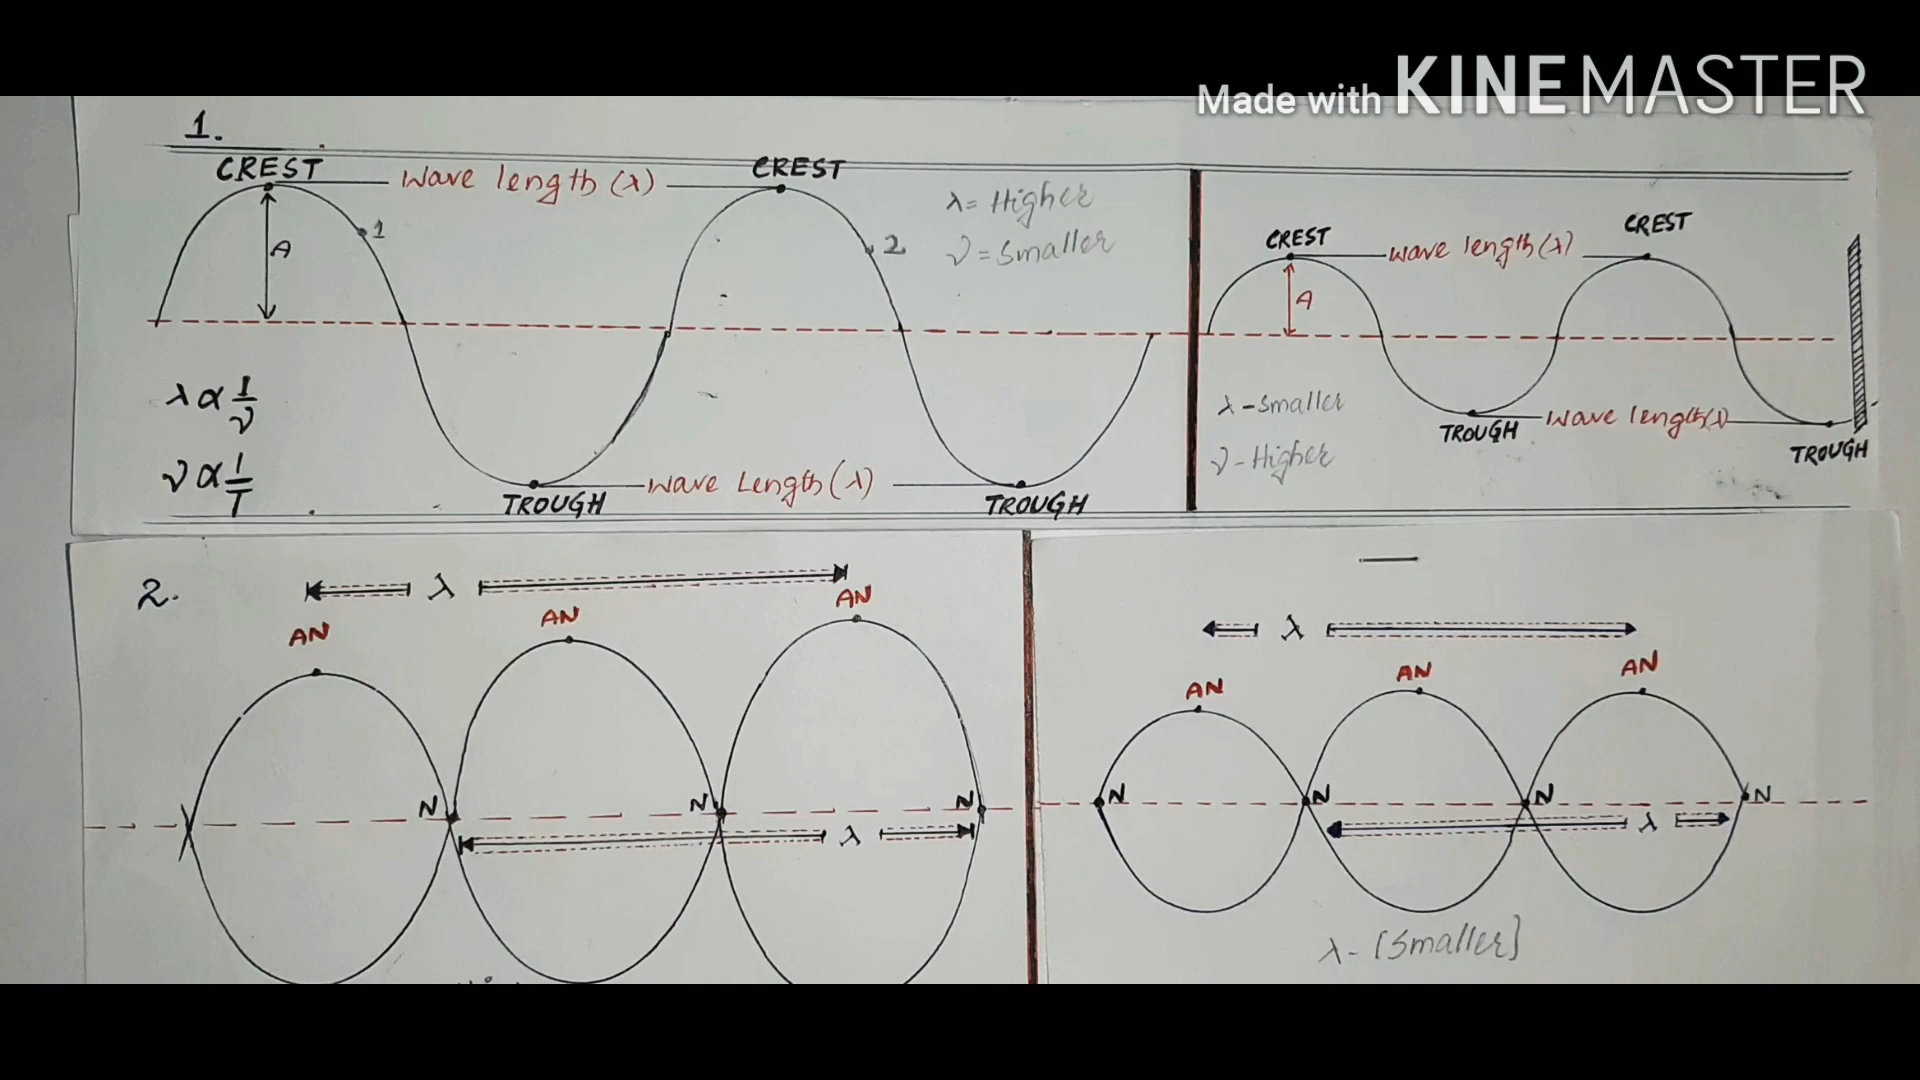 Made with KINEMASTER
1.
CREST
Wave length (λ)
CREST
A
1
2
λ = Higher
ν = Smaller
λ ∝ 1/ν
ν ∝ 1/T
TROUGH
Wave Length (λ)
TROUGH
CREST
Wave length (λ)
CREST
A
λ - Smaller
ν - Higher
TROUGH
Wave length (λ)
TROUGH
2.
λ
AN
AN
AN
N
N
N
λ
λ
AN
AN
AN
N
N
N
N
λ
λ - [Smaller]